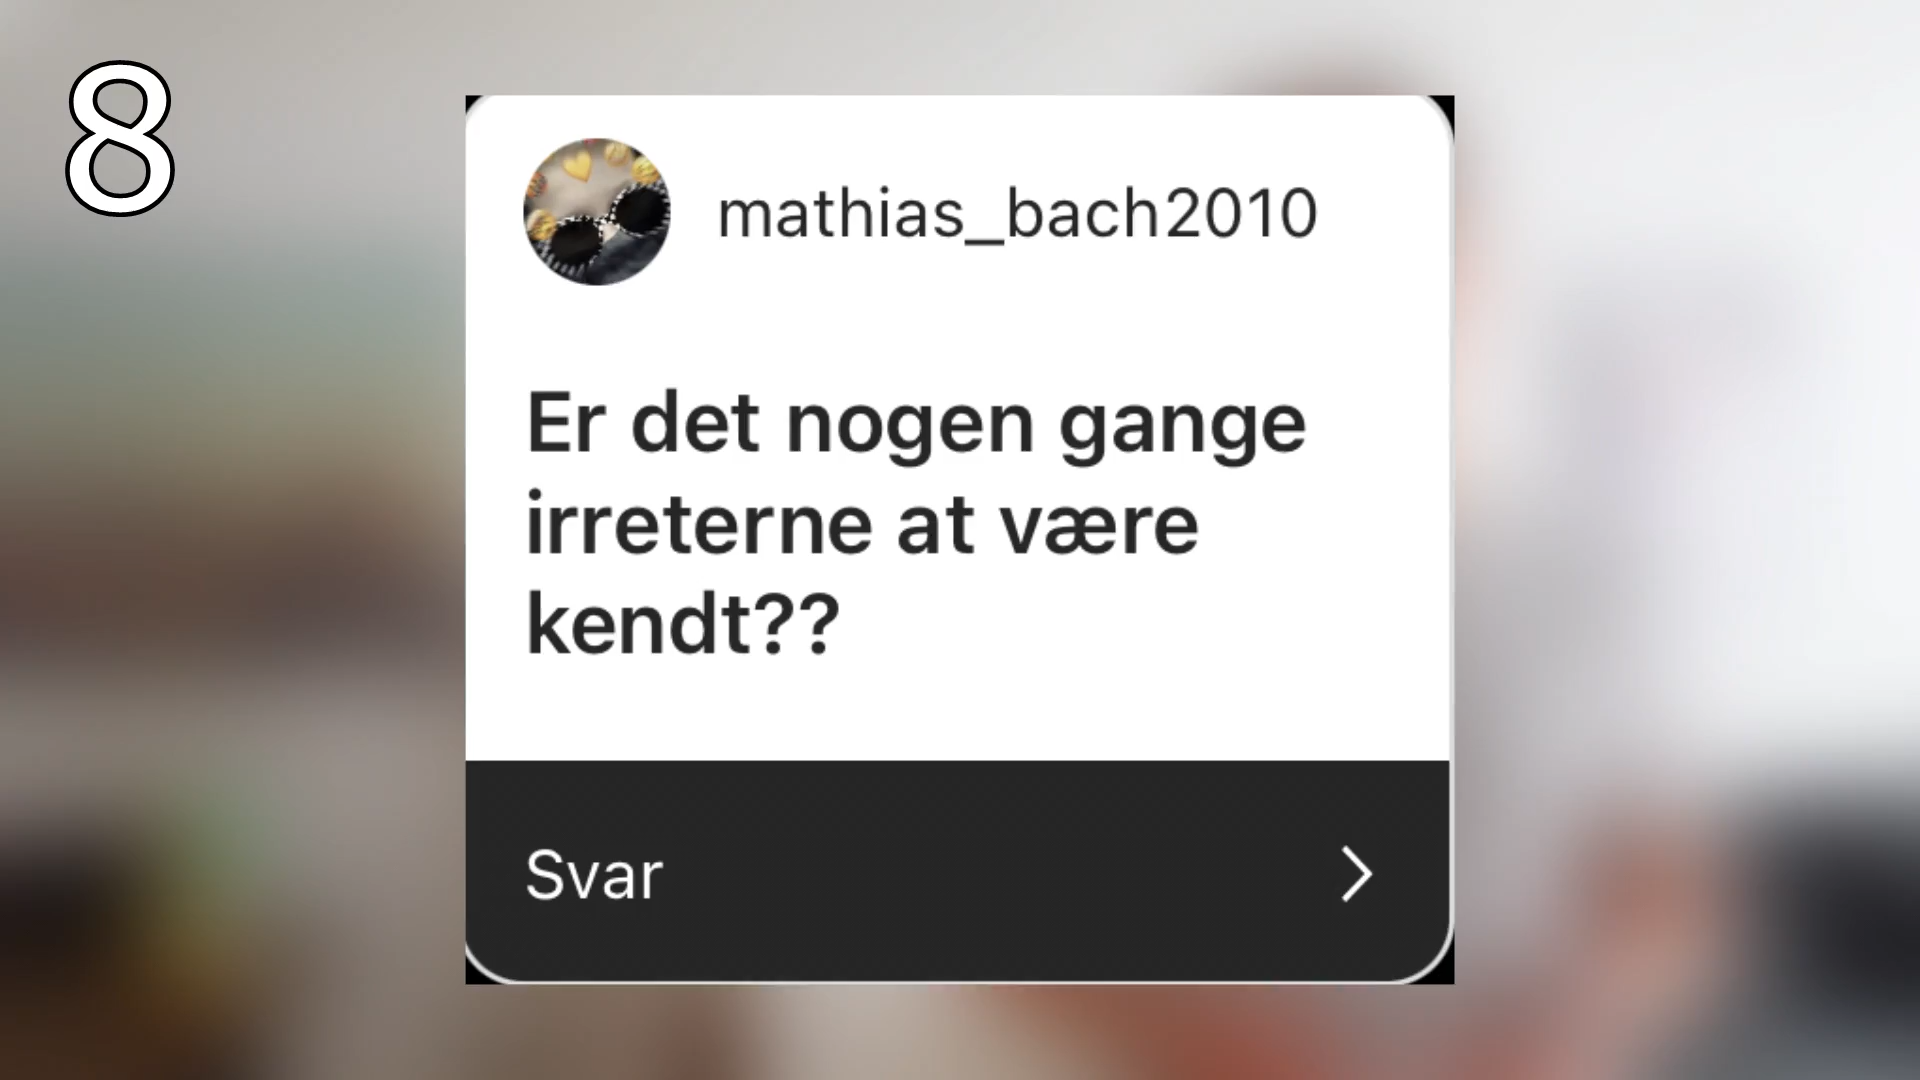 8
mathias_bach2010
Er det nogen gange
irreterne at være
kendt??
Svar